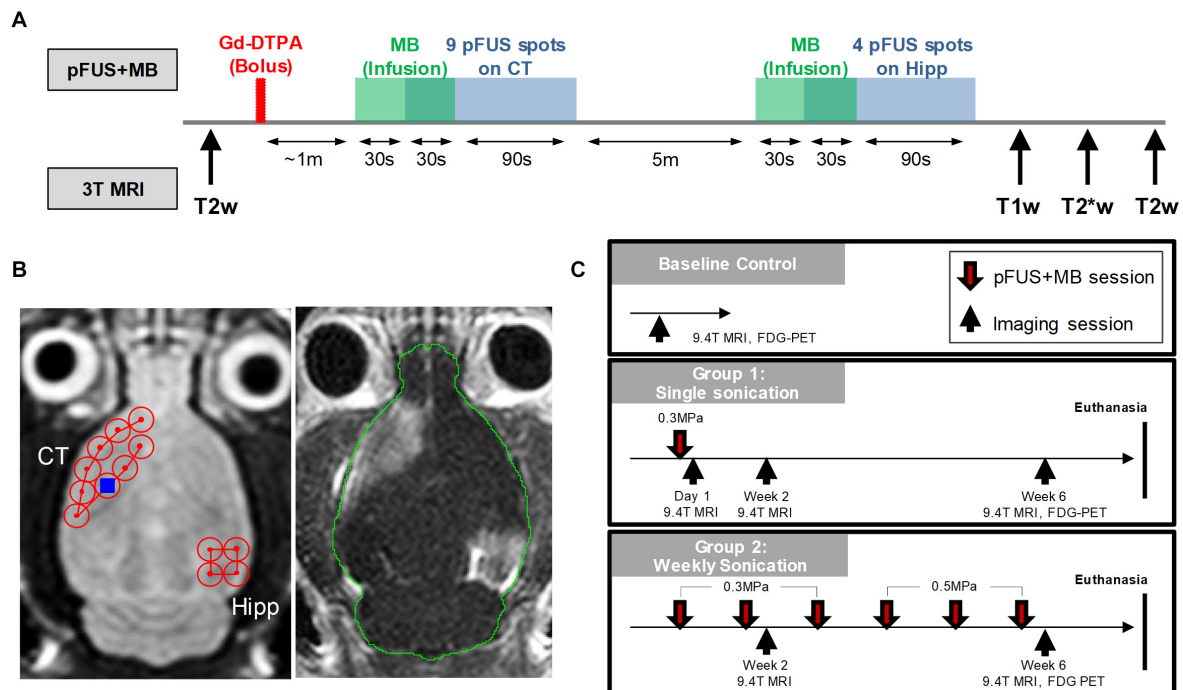 A
pFUS+MB
Gd-DTPA
(Bolus)
MB
(Infusion)
9 pFUS spots
on CT
MB
(Infusion)
4 pFUS spots
on Hipp
~1m
30s
30s
90s
5m
30s
30s
90s
3T MRI
T2w
T1w
T2*w
T2w
B
CT
Hipp
C
Baseline Control
pFUS+MB session
Imaging session
9.4T MRI, FDG-PET
Group 1:
Single sonication
0.3MPa
Euthanasia
Day 1
9.4T MRI
Week 2
9.4T MRI
Week 6
9.4T MRI, FDG-PET
Group 2:
Weekly Sonication
0.3MPa
0.5MPa
Euthanasia
Week 2
9.4T MRI
Week 6
9.4T MRI, FDG PET